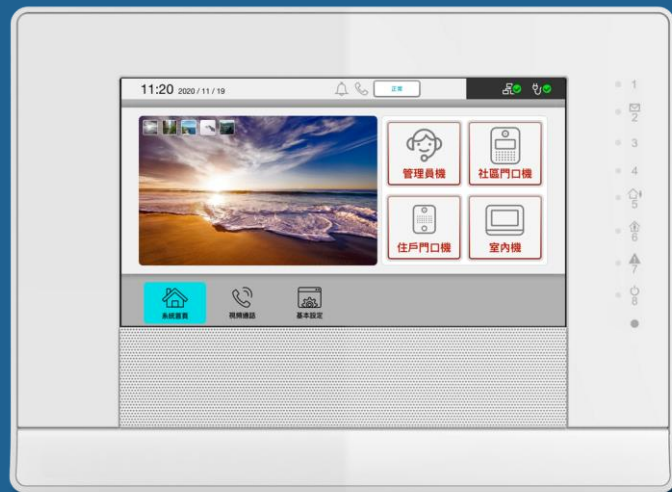 11:20 2020/11/19
正常
管理員機
社區門口機
住戶門口機
室內機
系統首頁
視頻通話
基本設定
1
2
3
4
5
6
7
8